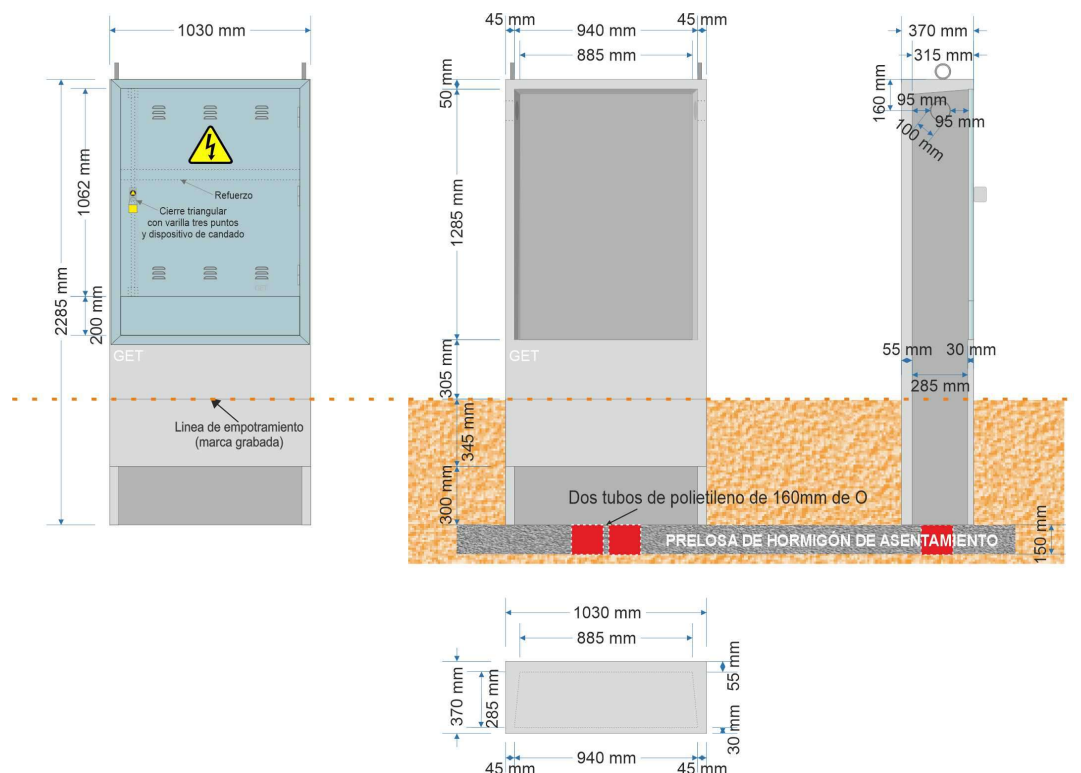 1030 mm
2285 mm
1062 mm
200 mm
Refuerzo
Cierre triangular
con varilla tres puntos
y dispositivo de candado
GET
Linea de empotramiento
(marca grabada)
45 mm
940 mm
45 mm
885 mm
50 mm
1285 mm
305 mm
345 mm
300 mm
GET
Dos tubos de polietileno de 160mm de O
PRELOSA DE HORMIGÓN DE ASENTAMIENTO
150 mm
370 mm
315 mm
160 mm
95 mm
95 mm
100 mm
55 mm
30 mm
285 mm
1030 mm
885 mm
370 mm
285 mm
55 mm
30 mm
940 mm
45 mm
45 mm